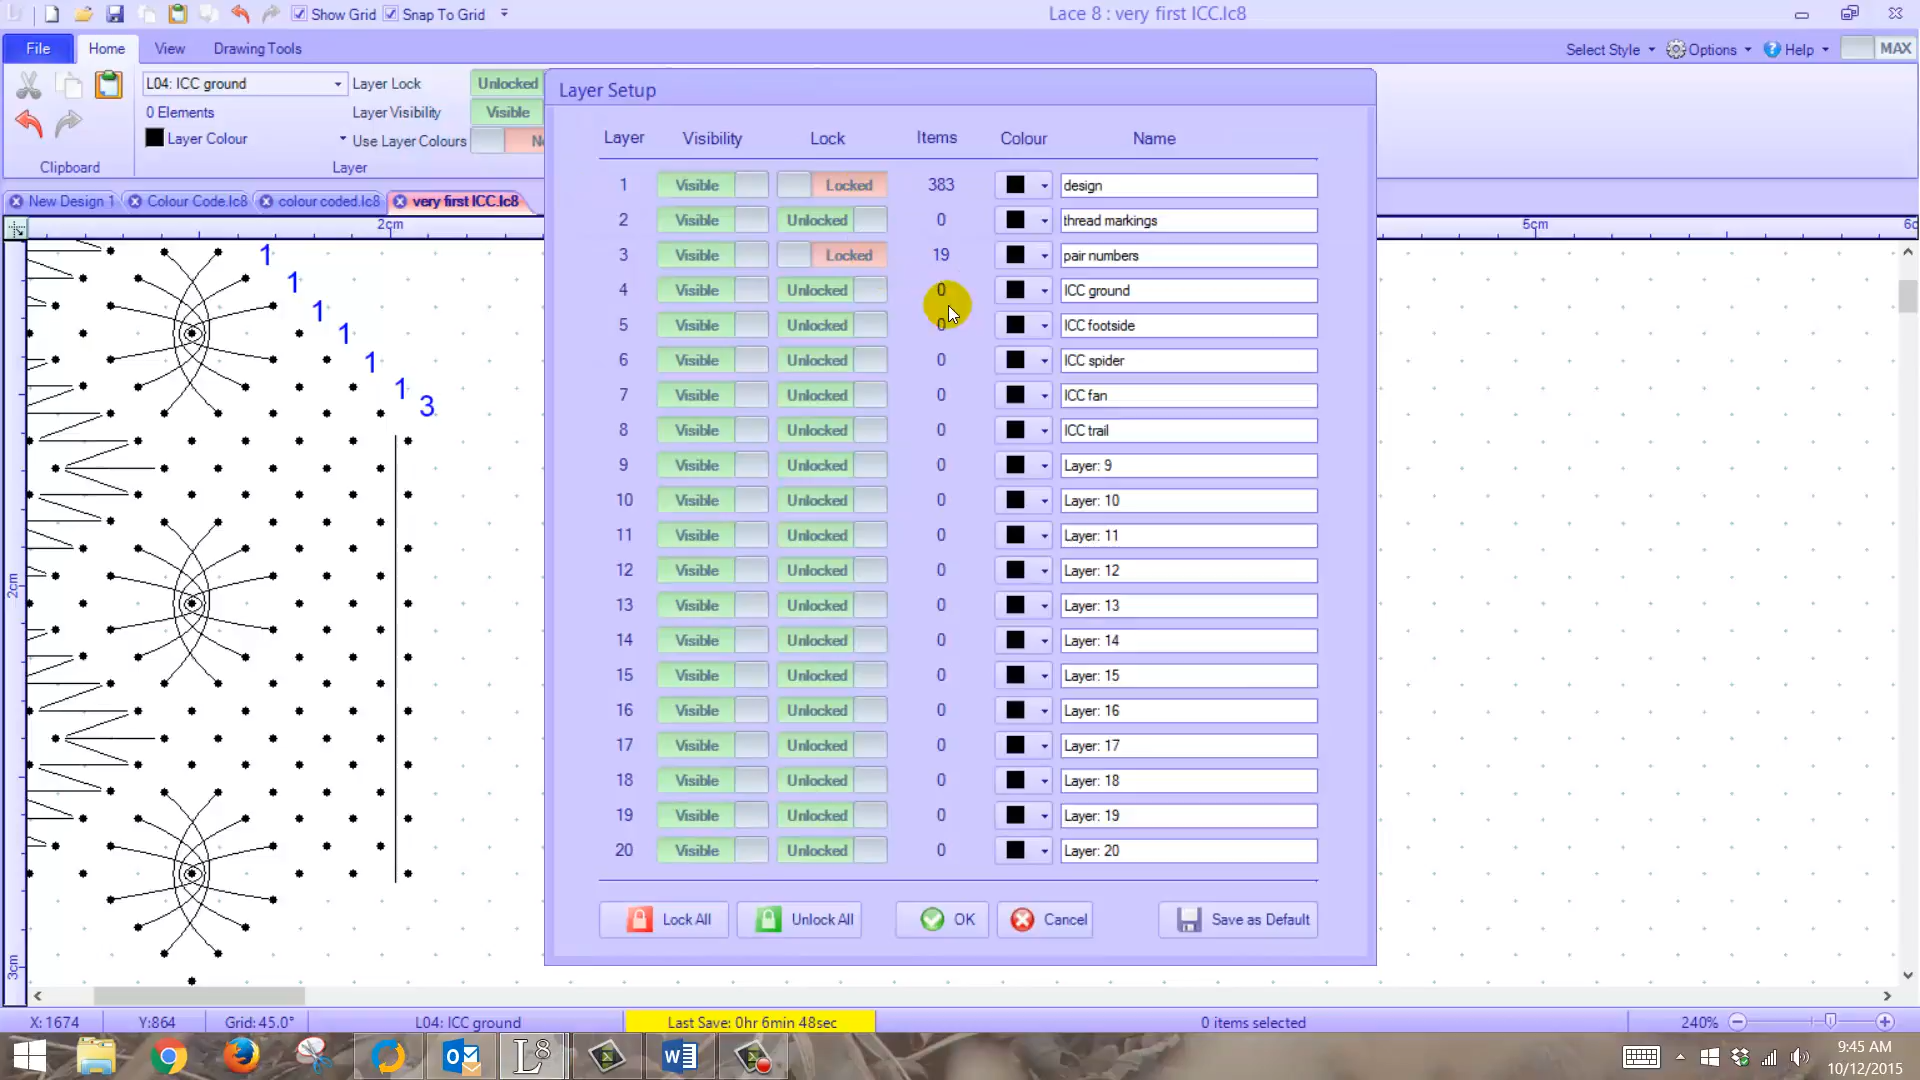 Show Grid Snap To Grid Lace 8 : very first ICC.lc8
File Home View Drawing Tools Select Style Options Help MAX
L04: ICC ground Layer Lock Unlocked
0 Elements Layer Visibility Visible
Layer Colour Use Layer Colours
Clipboard Layer
New Design 1 Colour Code.lc8 colour coded.lc8 very first ICC.lc8
2cm 5cm
Layer Setup
Layer Visibility Lock Items Colour Name
1 Visible Locked 383 design
2 Visible Unlocked 0 thread markings
3 Visible Locked 19 pair numbers
4 Visible Unlocked 0 ICC ground
5 Visible Unlocked 0 ICC footside
6 Visible Unlocked 0 ICC spider
7 Visible Unlocked 0 ICC fan
8 Visible Unlocked 0 ICC trail
9 Visible Unlocked 0 Layer: 9
10 Visible Unlocked 0 Layer: 10
11 Visible Unlocked 0 Layer: 11
12 Visible Unlocked 0 Layer: 12
13 Visible Unlocked 0 Layer: 13
14 Visible Unlocked 0 Layer: 14
15 Visible Unlocked 0 Layer: 15
16 Visible Unlocked 0 Layer: 16
17 Visible Unlocked 0 Layer: 17
18 Visible Unlocked 0 Layer: 18
19 Visible Unlocked 0 Layer: 19
20 Visible Unlocked 0 Layer: 20
Lock All Unlock All OK Cancel Save as Default
1
1
1
1
1
1
3
2cm
3cm
X: 1674 Y:864 Grid: 45.0° L04: ICC ground Last Save: 0hr 6min 48sec 0 items selected 240%
9:45 AM
10/12/2015